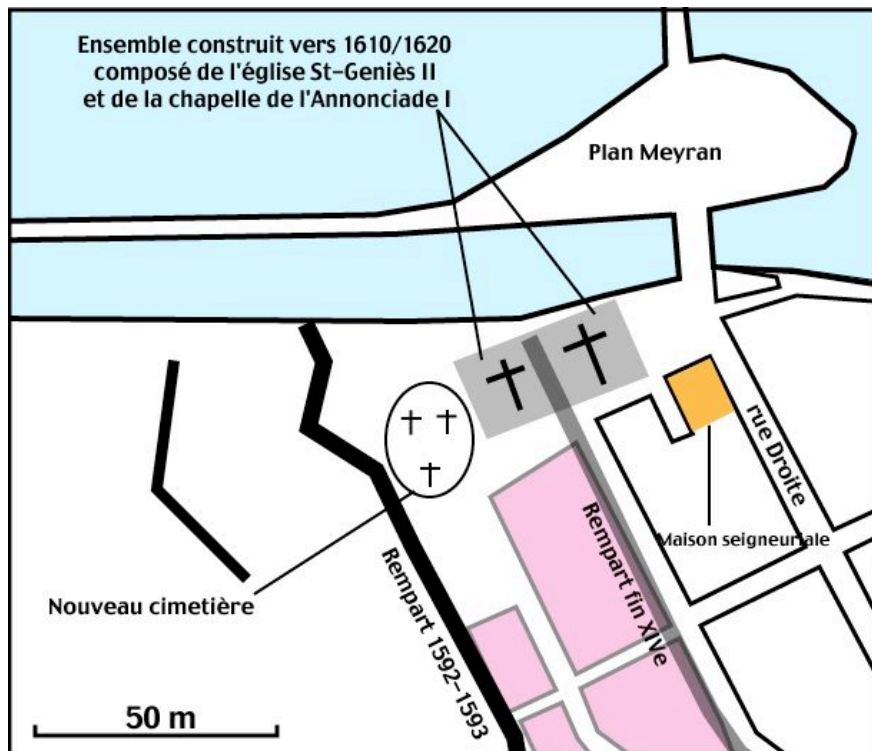 Ensemble construit vers 1610/1620
composé de l'église St-Geniès II
et de la chapelle de l'Annonciade I
Plan Meyran
rue Droite
Maison seigneuriale
Rempart fin XIVe
Rempart 1592-1593
Nouveau cimetière
50 m